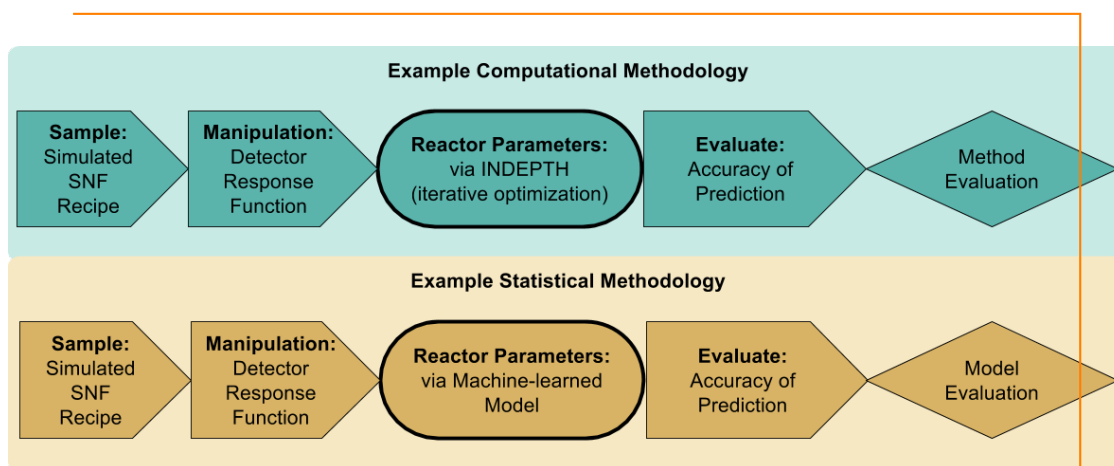 Example Computational Methodology
Sample:
Simulated
SNF
Recipe
Manipulation:
Detector
Response
Function
Reactor Parameters:
via INDEPTH
(iterative optimization)
Evaluate:
Accuracy of
Prediction
Method
Evaluation
Example Statistical Methodology
Sample:
Simulated
SNF
Recipe
Manipulation:
Detector
Response
Function
Reactor Parameters:
via Machine-learned
Model
Evaluate:
Accuracy of
Prediction
Model
Evaluation